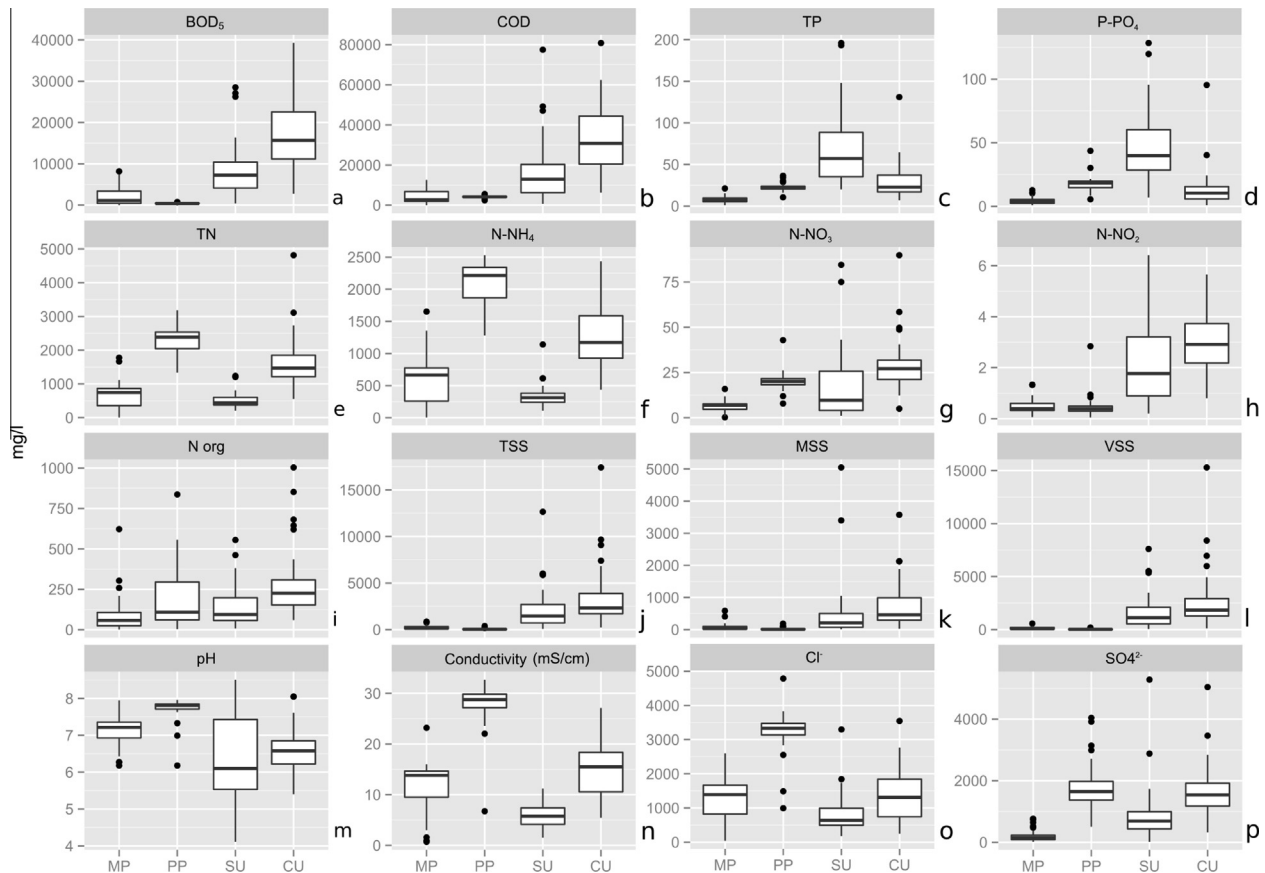 BOD5 COD TP P-PO4
40000 80000 200
30000 60000 150 100
20000 40000 100
10000 20000 50 50
0 0 0 0
a b c d
TN N-NH4 N-NO3 N-NO2
5000 2500 6
4000 2000 75
3000 1500 50 4
2000 1000 25 2
1000 500
0 0 0 0
e f g h
mg/l
N org TSS MSS VSS
1000 15000 5000 15000
750 10000 4000 10000
500 3000
250 5000 2000 5000
1000
0 0 0 0
i j k l
pH Conductivity (mS/cm) Cl- SO4 2-
8 30 5000 4000
7 20 4000
6 10 3000 2000
5 2000
4 0 1000 0
0
m n o p
MP PP SU CU MP PP SU CU MP PP SU CU MP PP SU CU